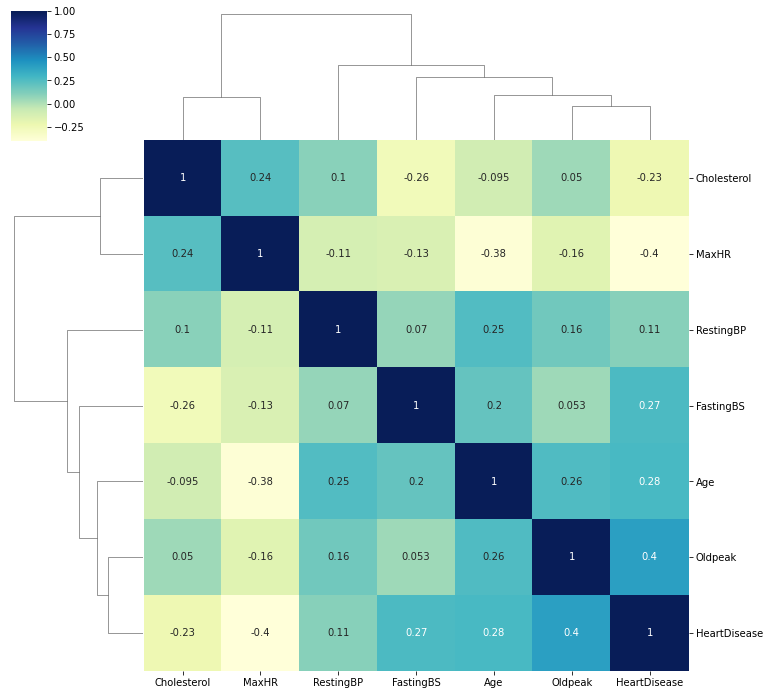 1.00
0.75
0.50
0.25
0.00
−0.25
1 0.24 0.1 -0.26 -0.095 0.05 -0.23 Cholesterol
0.24 1 -0.11 -0.13 -0.38 -0.16 -0.4 MaxHR
0.1 -0.11 1 0.07 0.25 0.16 0.11 RestingBP
-0.26 -0.13 0.07 1 0.2 0.053 0.27 FastingBS
-0.095 -0.38 0.25 0.2 1 0.26 0.28 Age
0.05 -0.16 0.16 0.053 0.26 1 0.4 Oldpeak
-0.23 -0.4 0.11 0.27 0.28 0.4 1 HeartDisease
Cholesterol MaxHR RestingBP FastingBS Age Oldpeak HeartDisease